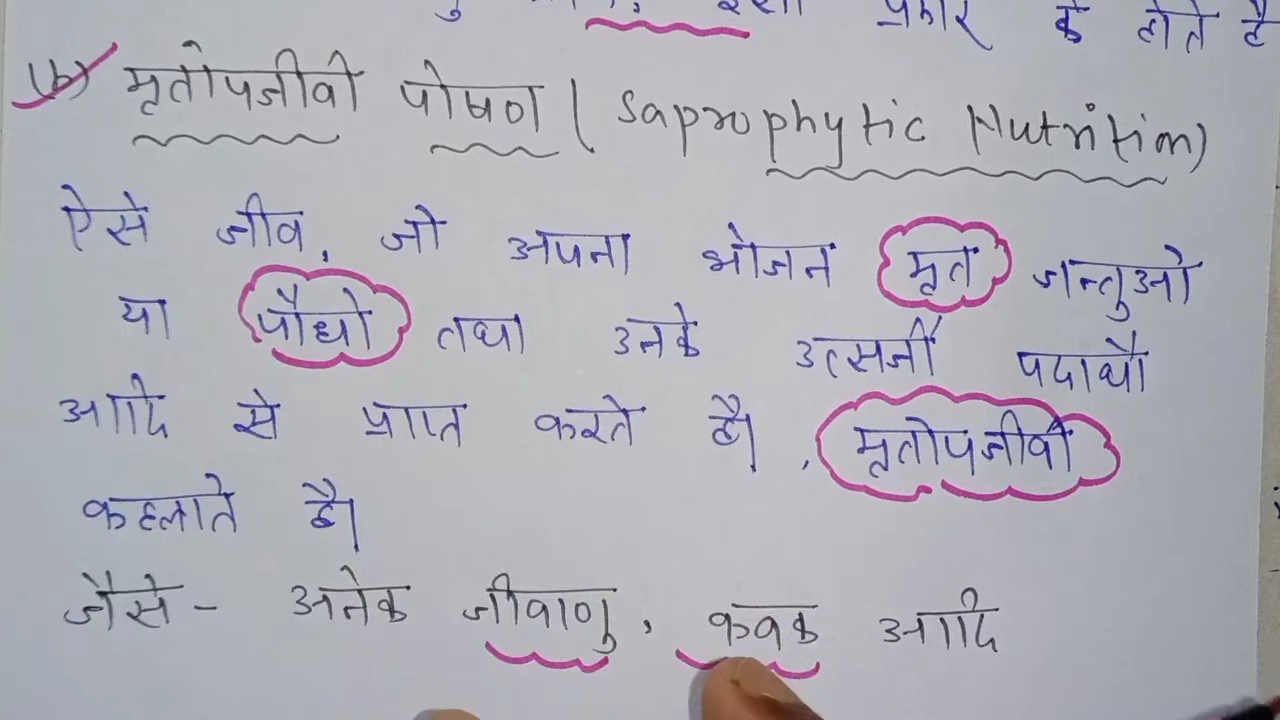 प्रकार के होते है
(b) मृतोपजीवी पोषण ( Saprophytic Nutrition)
ऐसे जीव, जो अपना भोजन मृत जन्तुओ
या पौधो तथा उनके उत्सर्जी पदार्थो
आदि से प्राप्त करते है। , मृतोपजीवी
कहलाते है।
जैसे - अनेक जीवाणु, कवक आदि